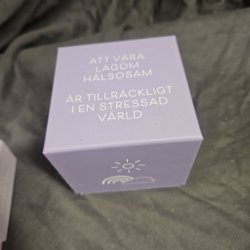 ATT VARA
LAGOM
HÄLSOSAM
ÄR TILLRÄCKLIGT
I EN STRESSAD
VÄRLD